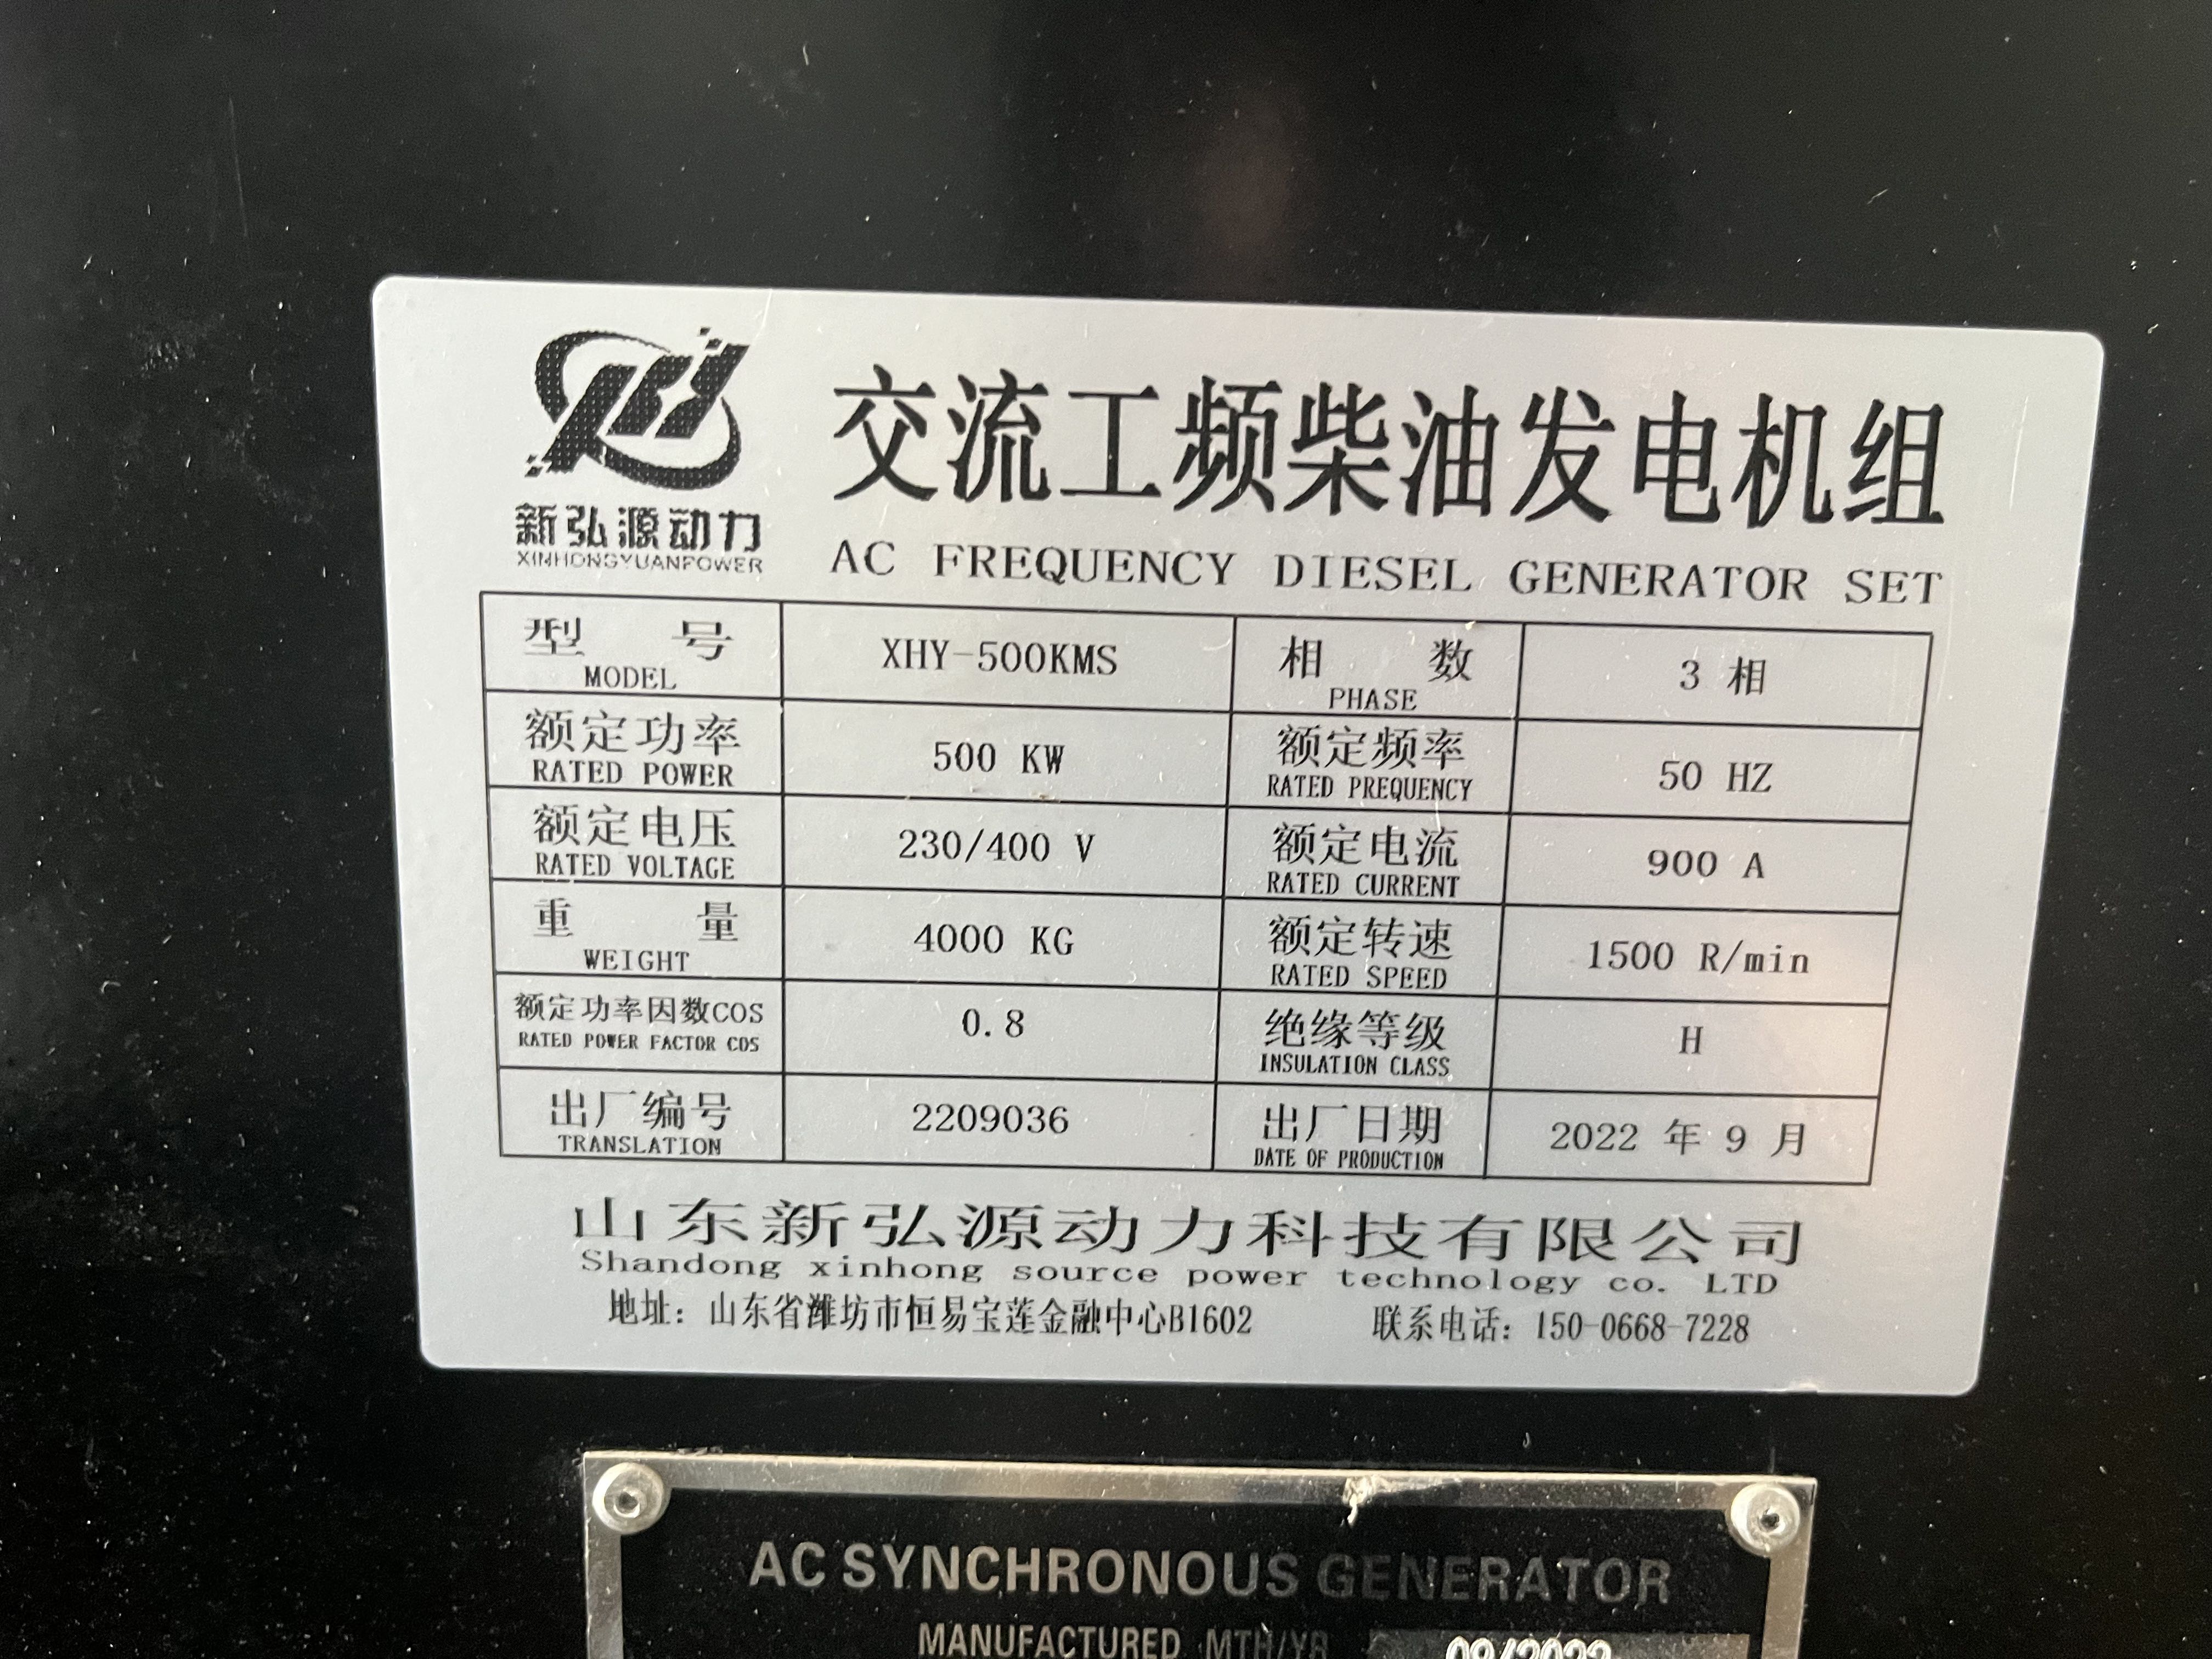 新弘源动力
XINHONGYUANPOWER
交流工频柴油发电机组
AC FREQUENCY DIESEL GENERATOR SET
型号 XHY-500KMS 相数 3 相
MODEL PHASE
额定功率 500 KW 额定频率 50 HZ
RATED POWER RATED PREQUENCY
额定电压 230/400 V 额定电流 900 A
RATED VOLTAGE RATED CURRENT
重量 4000 KG 额定转速 1500 R/min
WEIGHT RATED SPEED
额定功率因数COS 0.8 绝缘等级 H
RATED POWER FACTOR COS INSULATION CLASS
出厂编号 2209036 出厂日期 2022 年 9 月
TRANSLATION DATE OF PRODUCTION
山东新弘源动力科技有限公司
Shandong xinhong source power technology co. LTD
地址：山东省潍坊市恒易宝莲金融中心B1602 联系电话：150-0668-7228
AC SYNCHRONOUS GENERATOR
MANUFACTURED MTH/YR